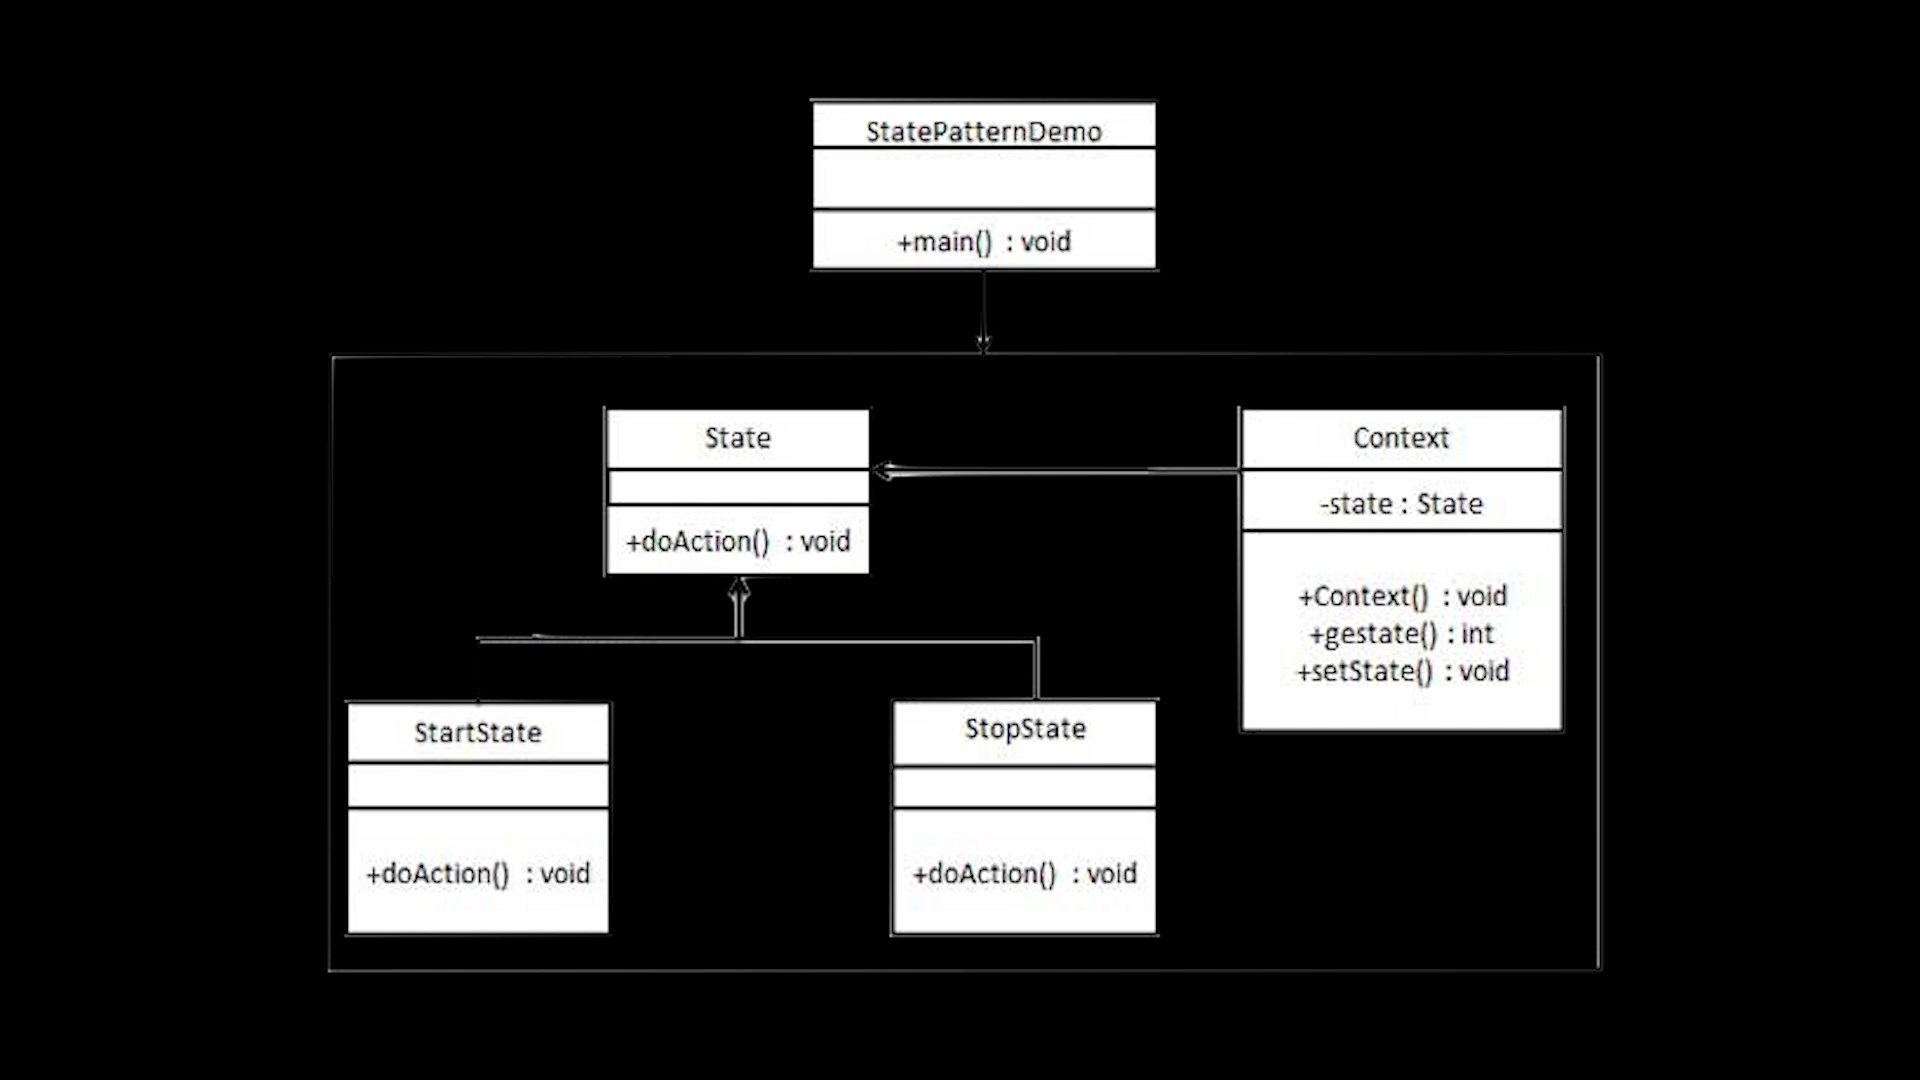 StatePatternDemo
+main() : void
State
+doAction() : void
Context
-state : State
+Context() : void
+gestate() : int
+setState() : void
StartState
+doAction() : void
StopState
+doAction() : void